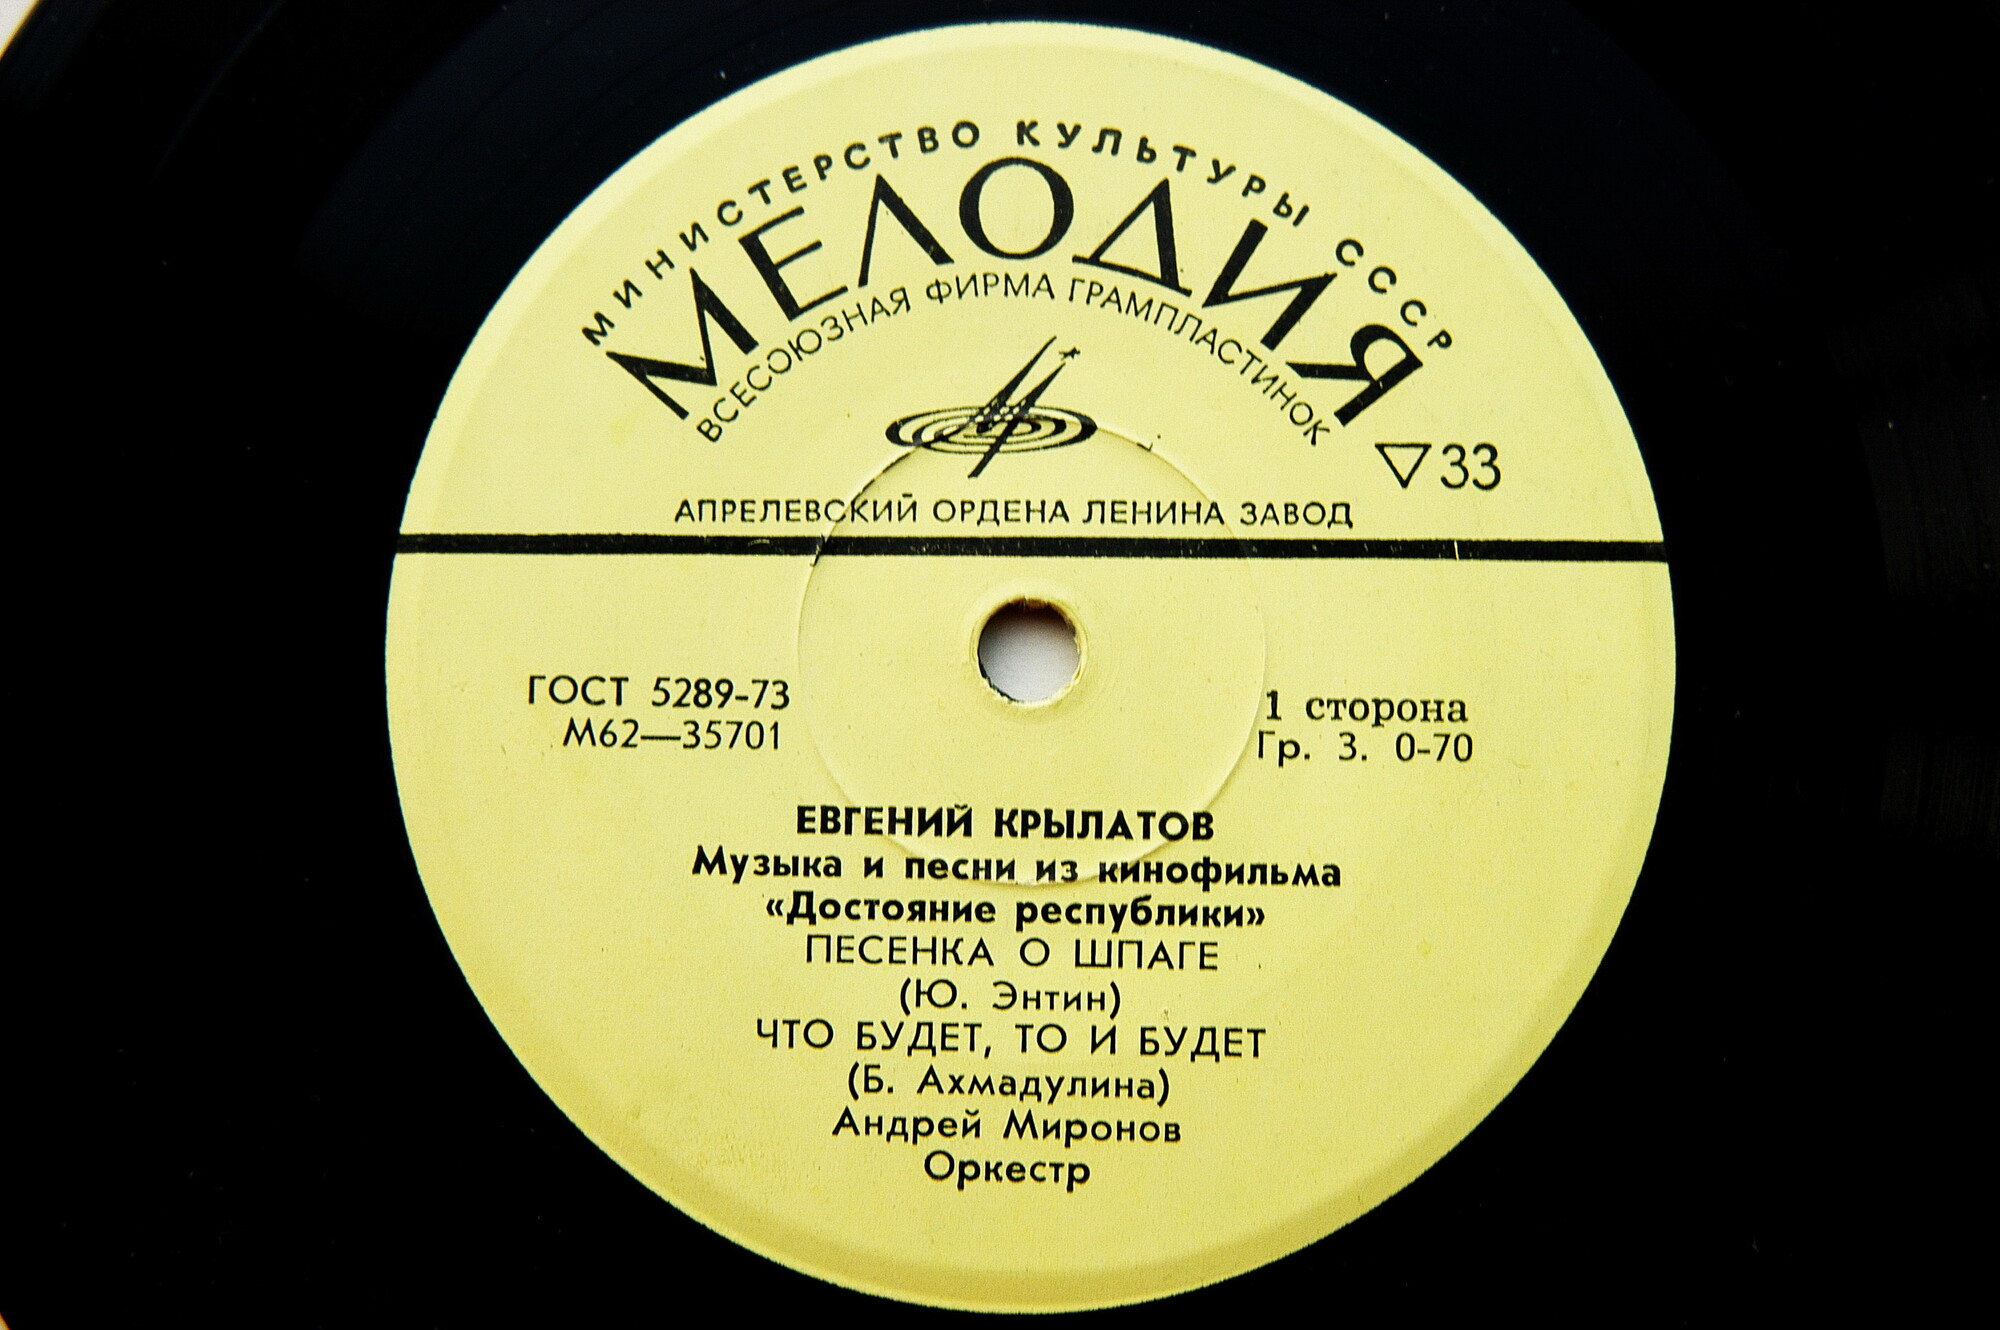 МИНИСТЕРСТВО КУЛЬТУРЫ СССР
МЕЛОДИЯ
ВСЕСОЮЗНАЯ ФИРМА ГРАМПЛАСТИНОК
33
АПРЕЛЕВСКИЙ ОРДЕНА ЛЕНИНА ЗАВОД
ГОСТ 5289-73
М62—35701
1 сторона
Гр. 3. 0-70
ЕВГЕНИЙ КРЫЛАТОВ
Музыка и песни из кинофильма
«Достояние республики»
ПЕСЕНКА О ШПАГЕ
(Ю. Энтин)
ЧТО БУДЕТ, ТО И БУДЕТ
(Б. Ахмадулина)
Андрей Миронов
Оркестр